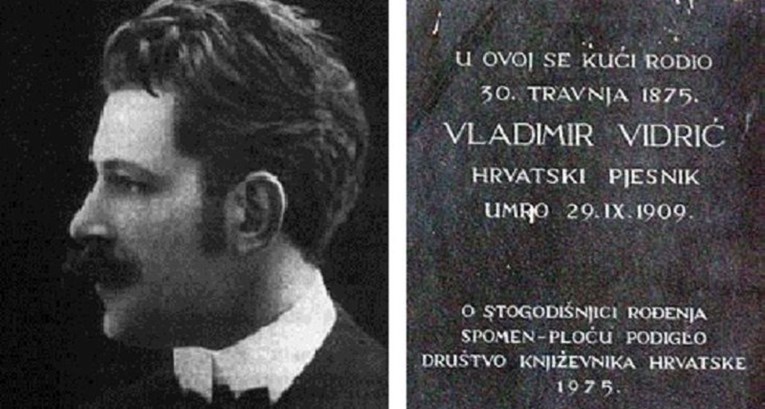 U OVOJ SE KUĆI RODIO
30. TRAVNJA 1875.
VLADIMIR VIDRIĆ
HRVATSKI PJESNIK
UMRO 29.IX.1909.
O STOGODIŠNJICI ROĐENJA
SPOMEN-PLOČU PODIGLO
DRUŠTVO KNJIŽEVNIKA HRVATSKE
1975.